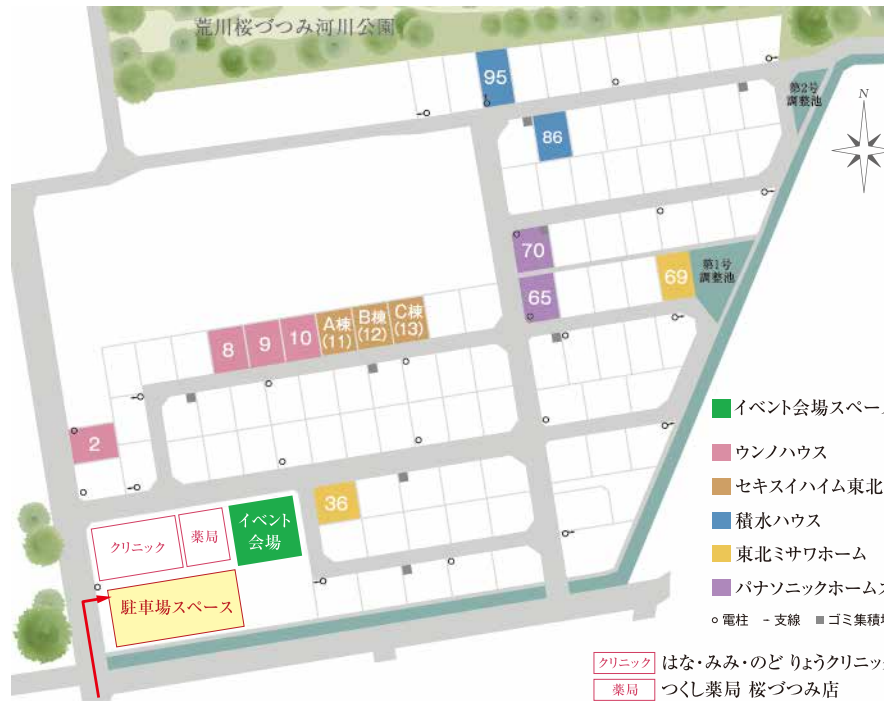 荒川桜づつみ河川公園
95
第2号
調整池
N
86
70
第1号
調整池
69
65
8
9
10
A棟
(11)
B棟
(12)
C棟
(13)
2
36
クリニック
薬局
イベント
会場
駐車場スペース
イベント会場スペー
ウンノハウス
セキスイハイム東北
積水ハウス
東北ミサワホーム
パナソニックホームズ
電柱 - 支線 ゴミ集積場
クリニック はな・みみ・のど りょうクリニック
薬局 つくし薬局 桜づつみ店